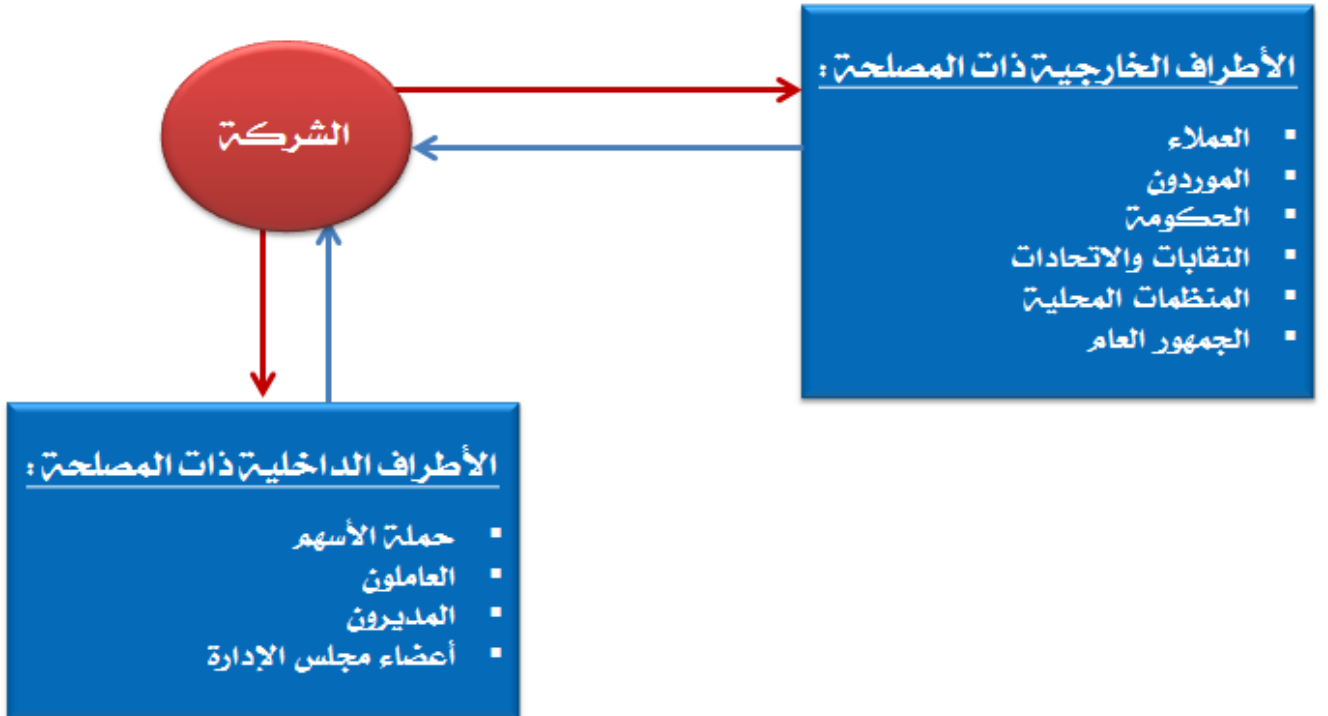 الأطراف الخارجية ذات المصلحة :
▪ العملاء
▪ الموردون
▪ الحكومة
▪ النقابات والاتحادات
▪ المنظمات المحلية
▪ الجمهور العام
الشركة
الأطراف الداخلية ذات المصلحة :
▪ حملة الأسهم
▪ العاملون
▪ المديرون
▪ أعضاء مجلس الإدارة